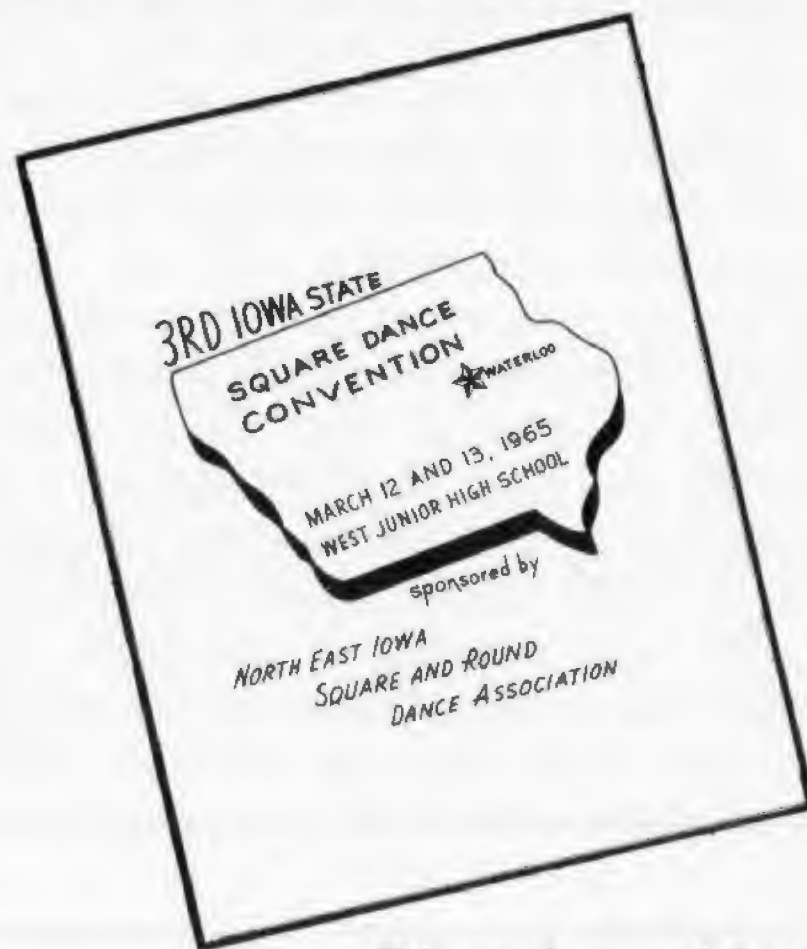 3RD IOWA STATE
SQUARE DANCE
CONVENTION
WATERLOO
MARCH 12 AND 13, 1965
WEST JUNIOR HIGH SCHOOL
sponsored by
NORTH EAST IOWA
SQUARE AND ROUND
DANCE ASSOCIATION